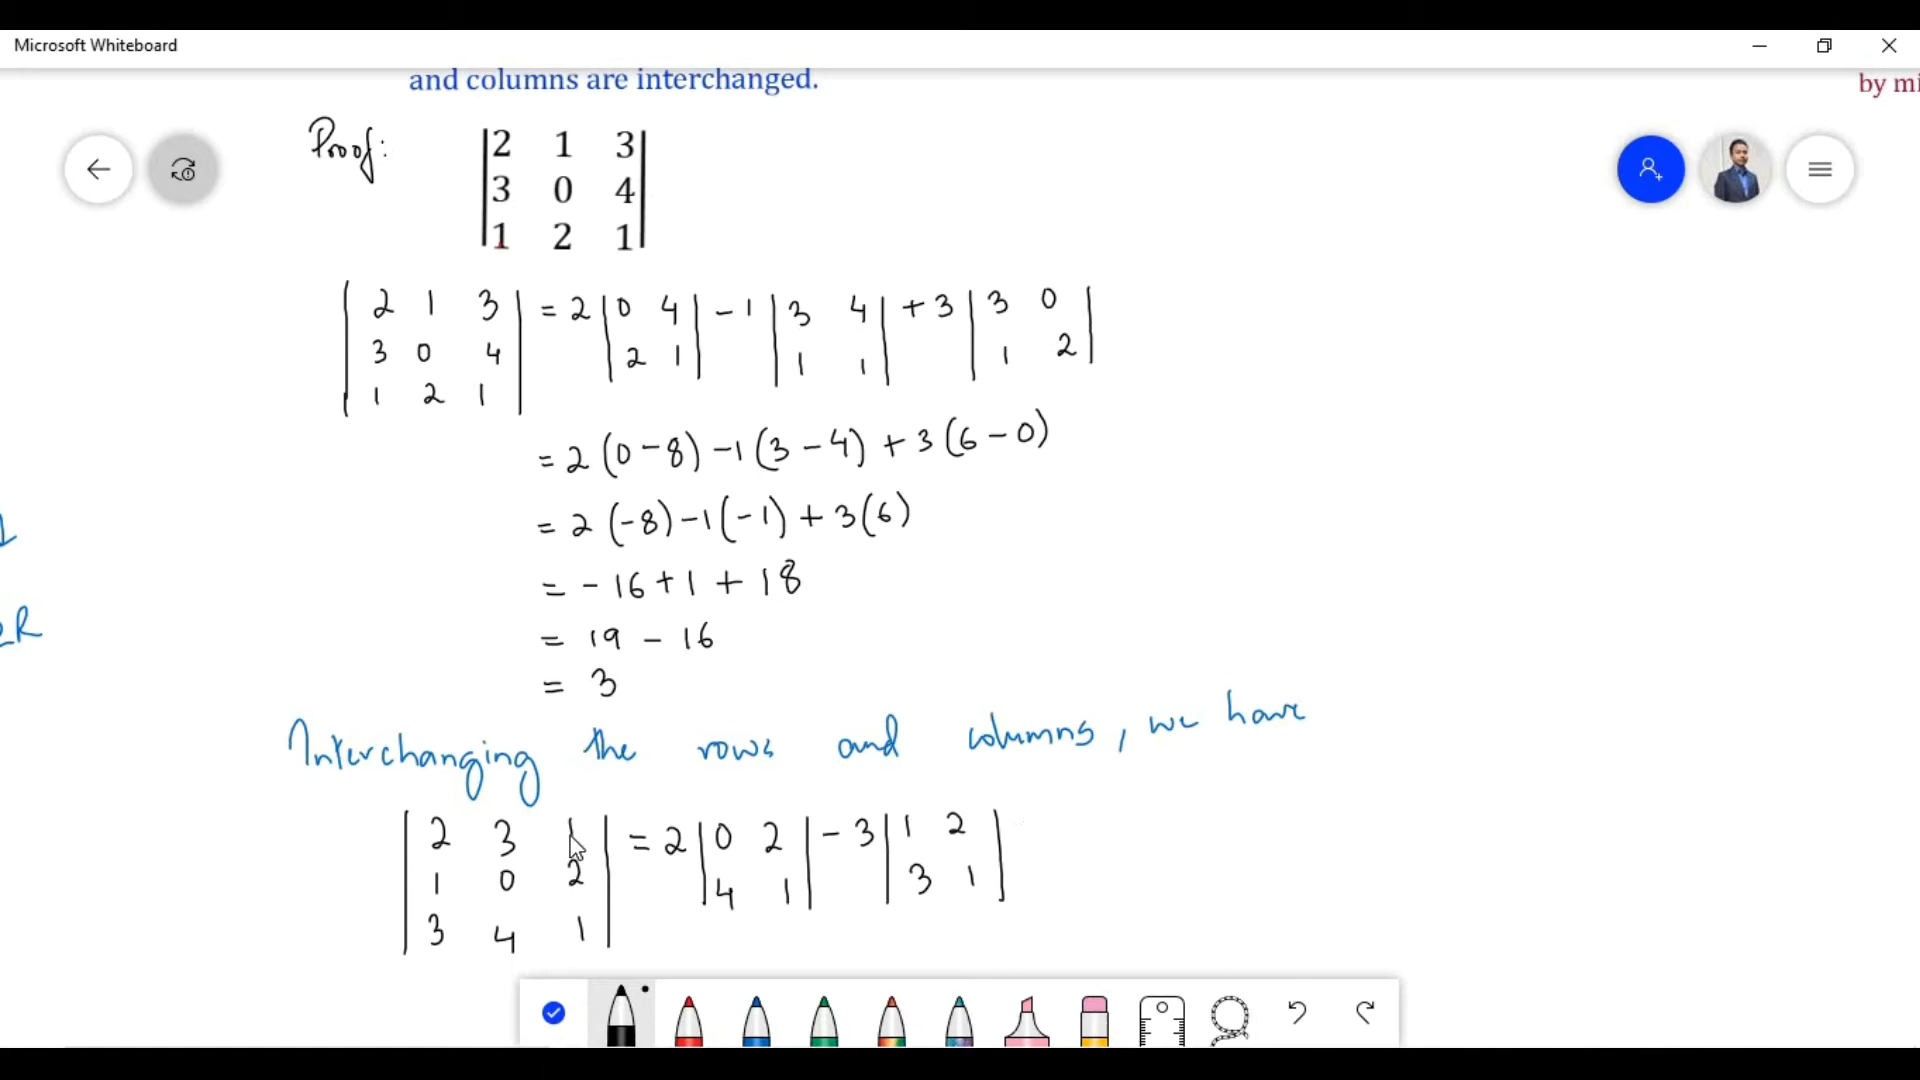 Microsoft Whiteboard
and columns are interchanged.
by mi
Proof:
|2 1 3|
|3 0 4|
|1 2 1|
| 2 1 3 | = 2 | 0 4 | - 1 | 3 4 | + 3 | 3 0 |
| 3 0 4 | | 2 1 | | 1 1 | | 1 2 |
| 1 2 1 |
= 2 (0 - 8) - 1 (3 - 4) + 3 (6 - 0)
= 2 (-8) - 1 (-1) + 3 (6)
= - 16 + 1 + 18
= 19 - 16
= 3
Interchanging the rows and columns, we have
| 2 3 1 | = 2 | 0 2 | - 3 | 1 2 |
| 1 0 2 | | 4 1 | | 3 1 |
| 3 4 1 |